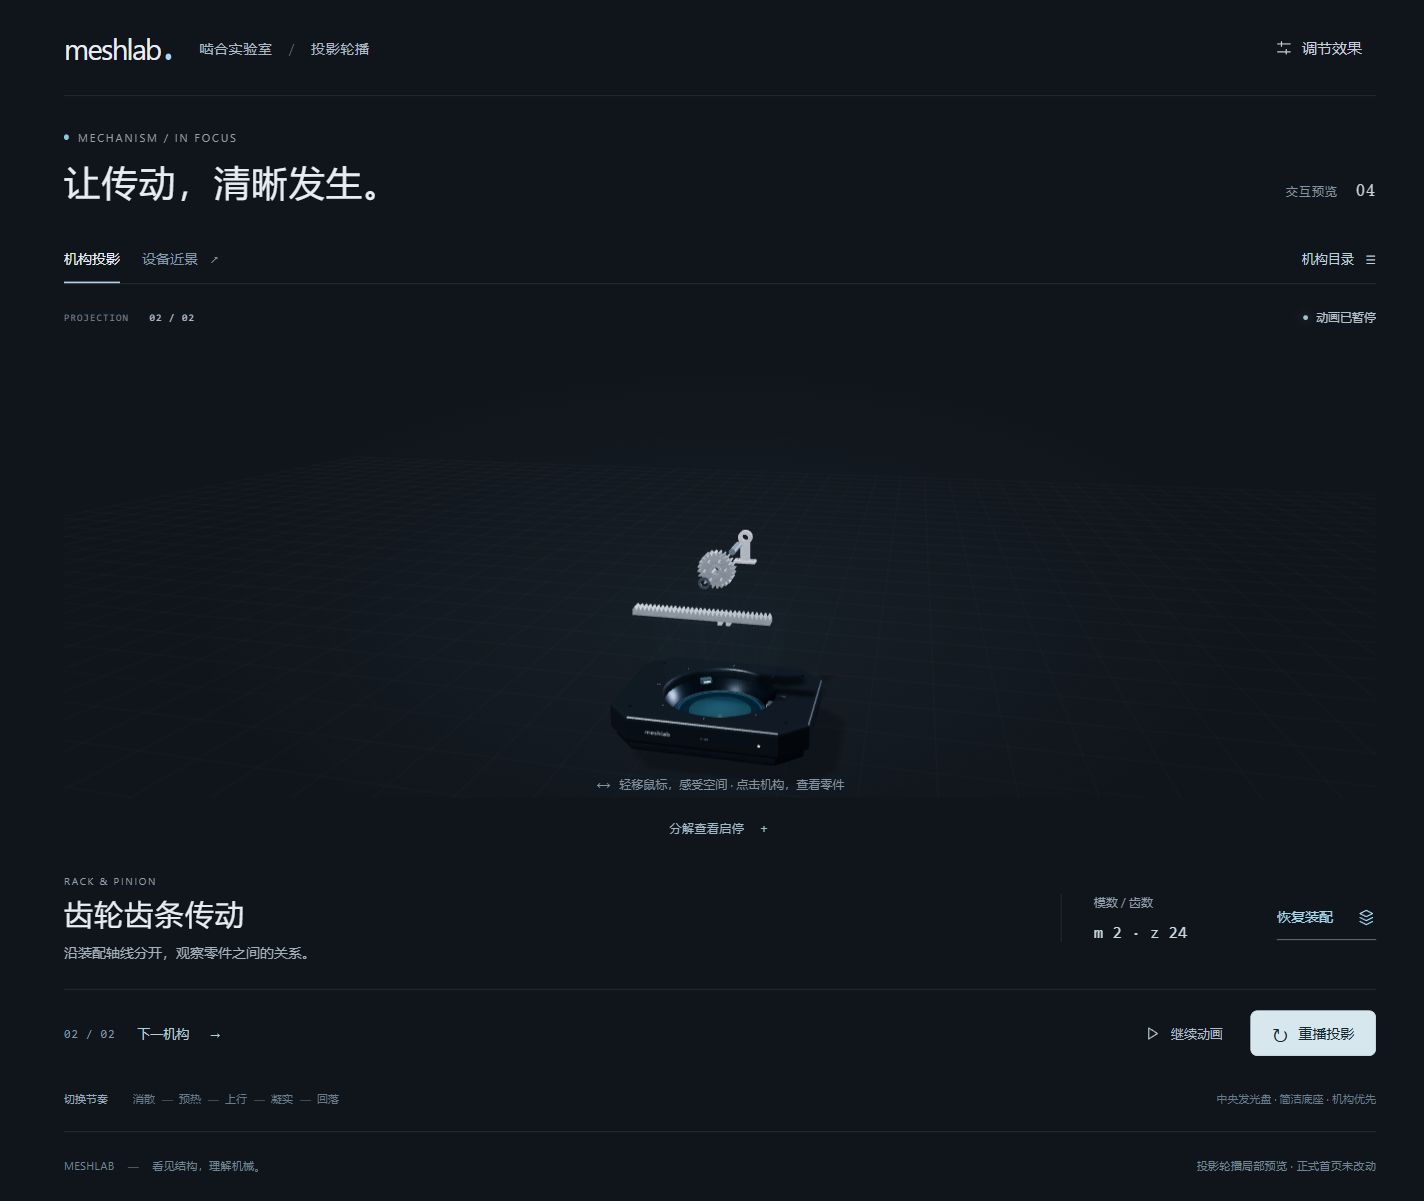 meshlab. 啮合实验室 / 投影轮播 调节效果
MECHANISM / IN FOCUS
让传动，清晰发生。
交互预览 04
机构投影 设备近景 ↗ 机构目录 ☰
PROJECTION 02 / 02 动画已暂停
meshlab
↔ 轻移鼠标，感受空间 · 点击机构，查看零件
分解查看启停 +
RACK & PINION
齿轮齿条传动
沿装配轴线分开，观察零件之间的关系。
模数 / 齿数
m 2 · z 24
恢复装配
02 / 02 下一机构 → 继续动画 重播投影
切换节奏 消散 — 预热 — 上行 — 凝实 — 回落 中央发光盘 · 简洁底座 · 机构优先
MESHLAB — 看见结构，理解机械。 投影轮播局部预览 · 正式首页未改动